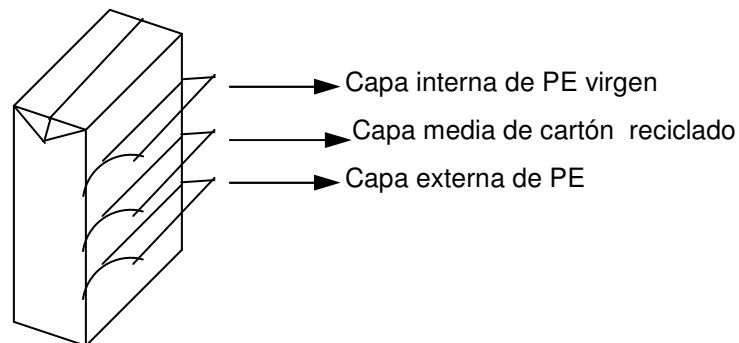 Capa interna de PE virgen
Capa media de cartón reciclado
Capa externa de PE